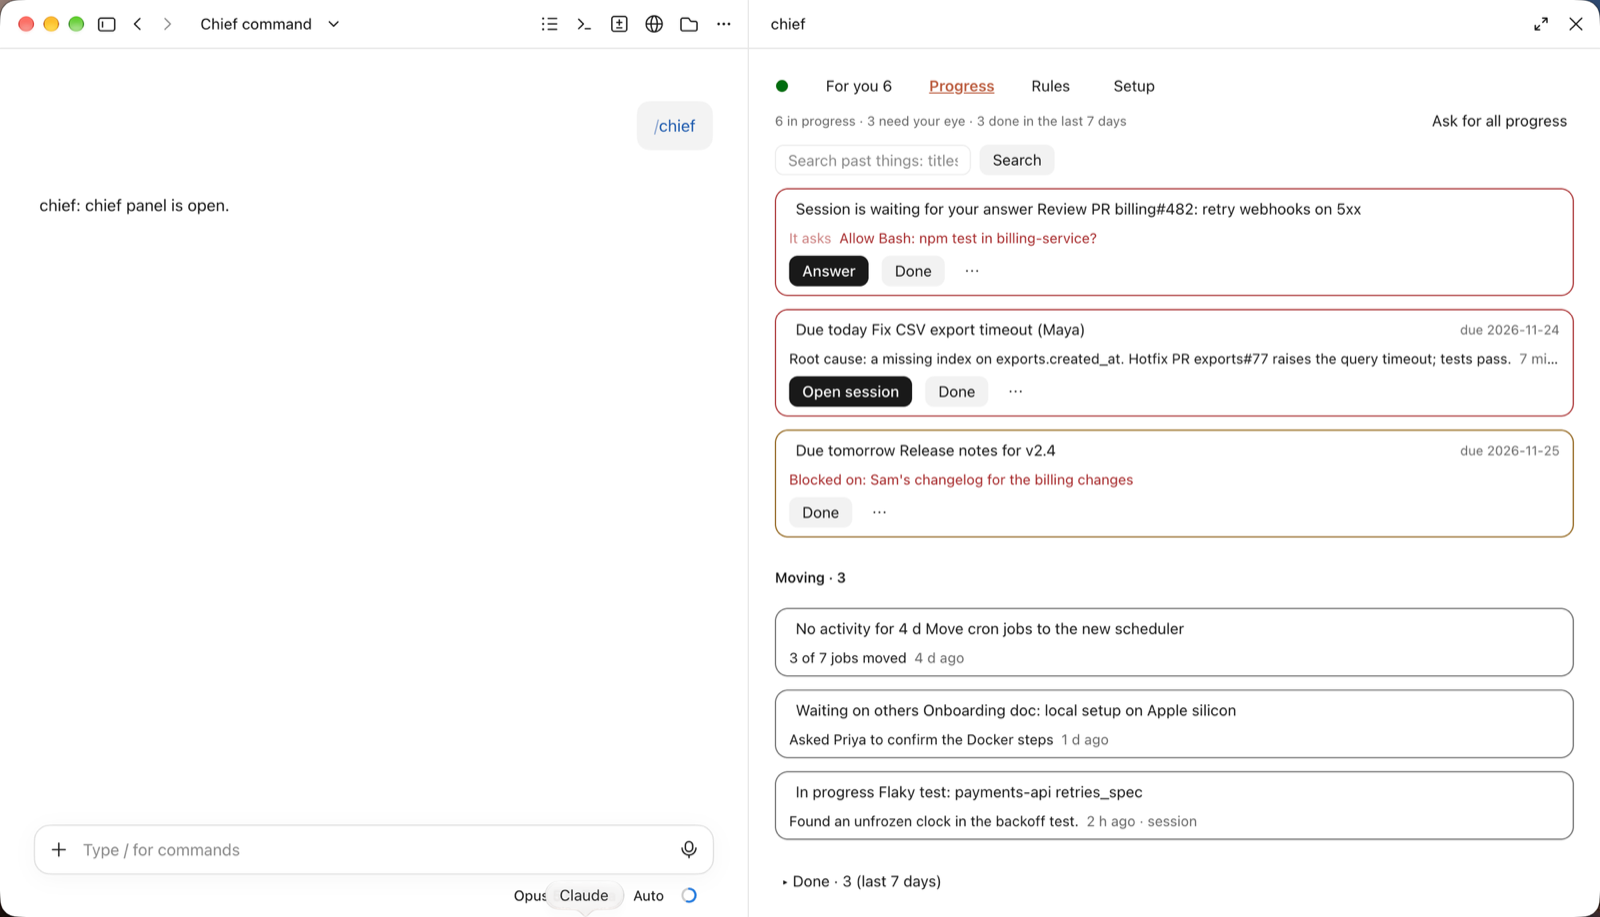 Chief command
/chief
chief: chief panel is open.
Type / for commands
Opus
Claude
Auto
chief
For you 6
Progress
Rules
Setup
6 in progress · 3 need your eye · 3 done in the last 7 days
Ask for all progress
Search past things: titles
Search
Session is waiting for your answer Review PR billing#482: retry webhooks on 5xx
It asks Allow Bash: npm test in billing-service?
Answer
Done
···
Due today Fix CSV export timeout (Maya)
due 2026-11-24
Root cause: a missing index on exports.created_at. Hotfix PR exports#77 raises the query timeout; tests pass. 7 mi...
Open session
Done
···
Due tomorrow Release notes for v2.4
due 2026-11-25
Blocked on: Sam's changelog for the billing changes
Done
···
Moving · 3
No activity for 4 d Move cron jobs to the new scheduler
3 of 7 jobs moved 4 d ago
Waiting on others Onboarding doc: local setup on Apple silicon
Asked Priya to confirm the Docker steps 1 d ago
In progress Flaky test: payments-api retries_spec
Found an unfrozen clock in the backoff test. 2 h ago · session
Done · 3 (last 7 days)